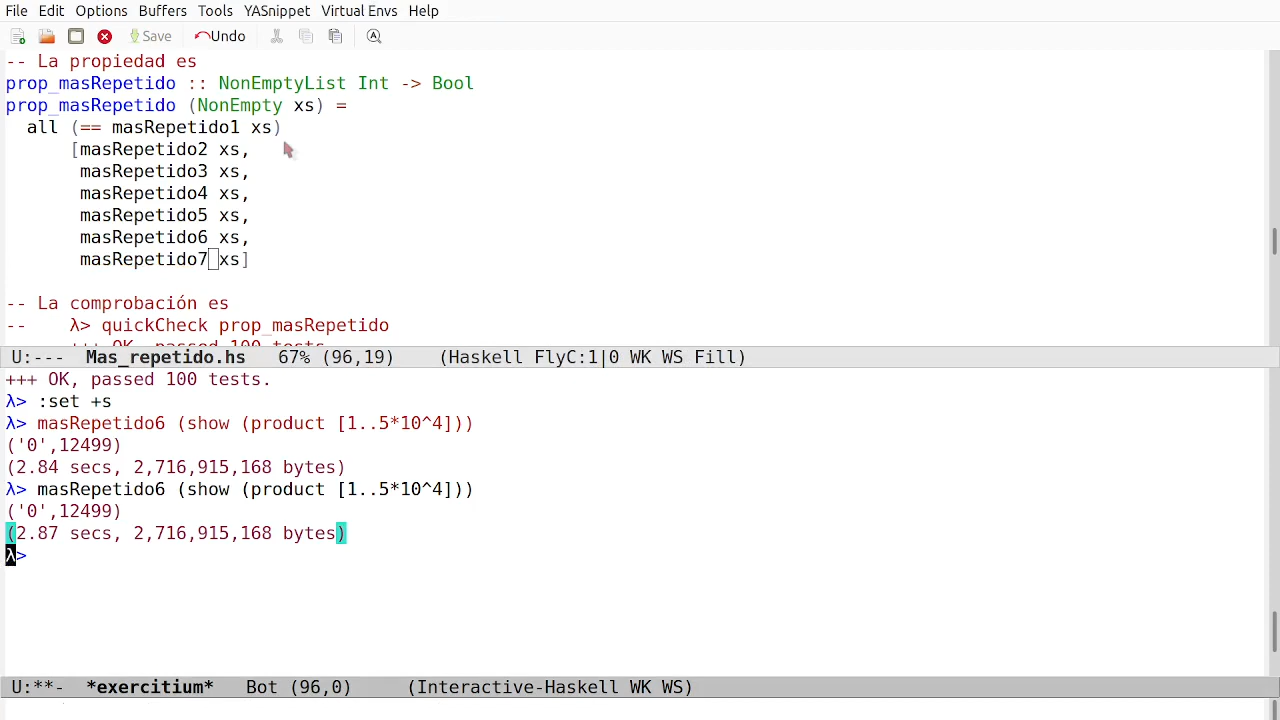 File Edit Options Buffers Tools YASnippet Virtual Envs Help
Save Undo
-- La propiedad es
prop_masRepetido :: NonEmptyList Int -> Bool
prop_masRepetido (NonEmpty xs) =
  all (== masRepetido1 xs)
      [masRepetido2 xs,
       masRepetido3 xs,
       masRepetido4 xs,
       masRepetido5 xs,
       masRepetido6 xs,
       masRepetido7 xs]
-- La comprobación es
--    λ> quickCheck prop_masRepetido
--    +++ OK, passed 100 tests.
U:--- Mas_repetido.hs 67% (96,19) (Haskell FlyC:1|0 WK WS Fill)
+++ OK, passed 100 tests.
λ> :set +s
λ> masRepetido6 (show (product [1..5*10^4]))
('0',12499)
(2.84 secs, 2,716,915,168 bytes)
λ> masRepetido6 (show (product [1..5*10^4]))
('0',12499)
(2.87 secs, 2,716,915,168 bytes)
λ>
U:**- *exercitium* Bot (96,0) (Interactive-Haskell WK WS)